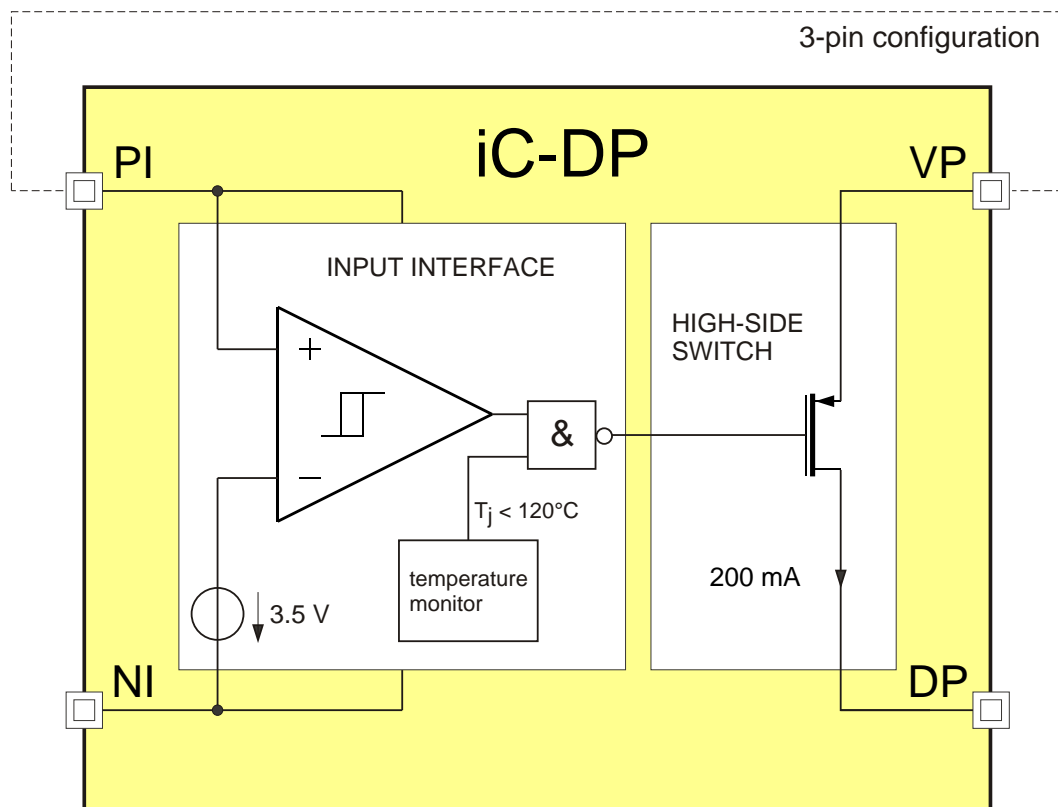 3-pin configuration
iC-DP
PI
VP
INPUT INTERFACE
HIGH-SIDE
SWITCH
+
&
−
Tj < 120°C
temperature
monitor
200 mA
3.5 V
NI
DP